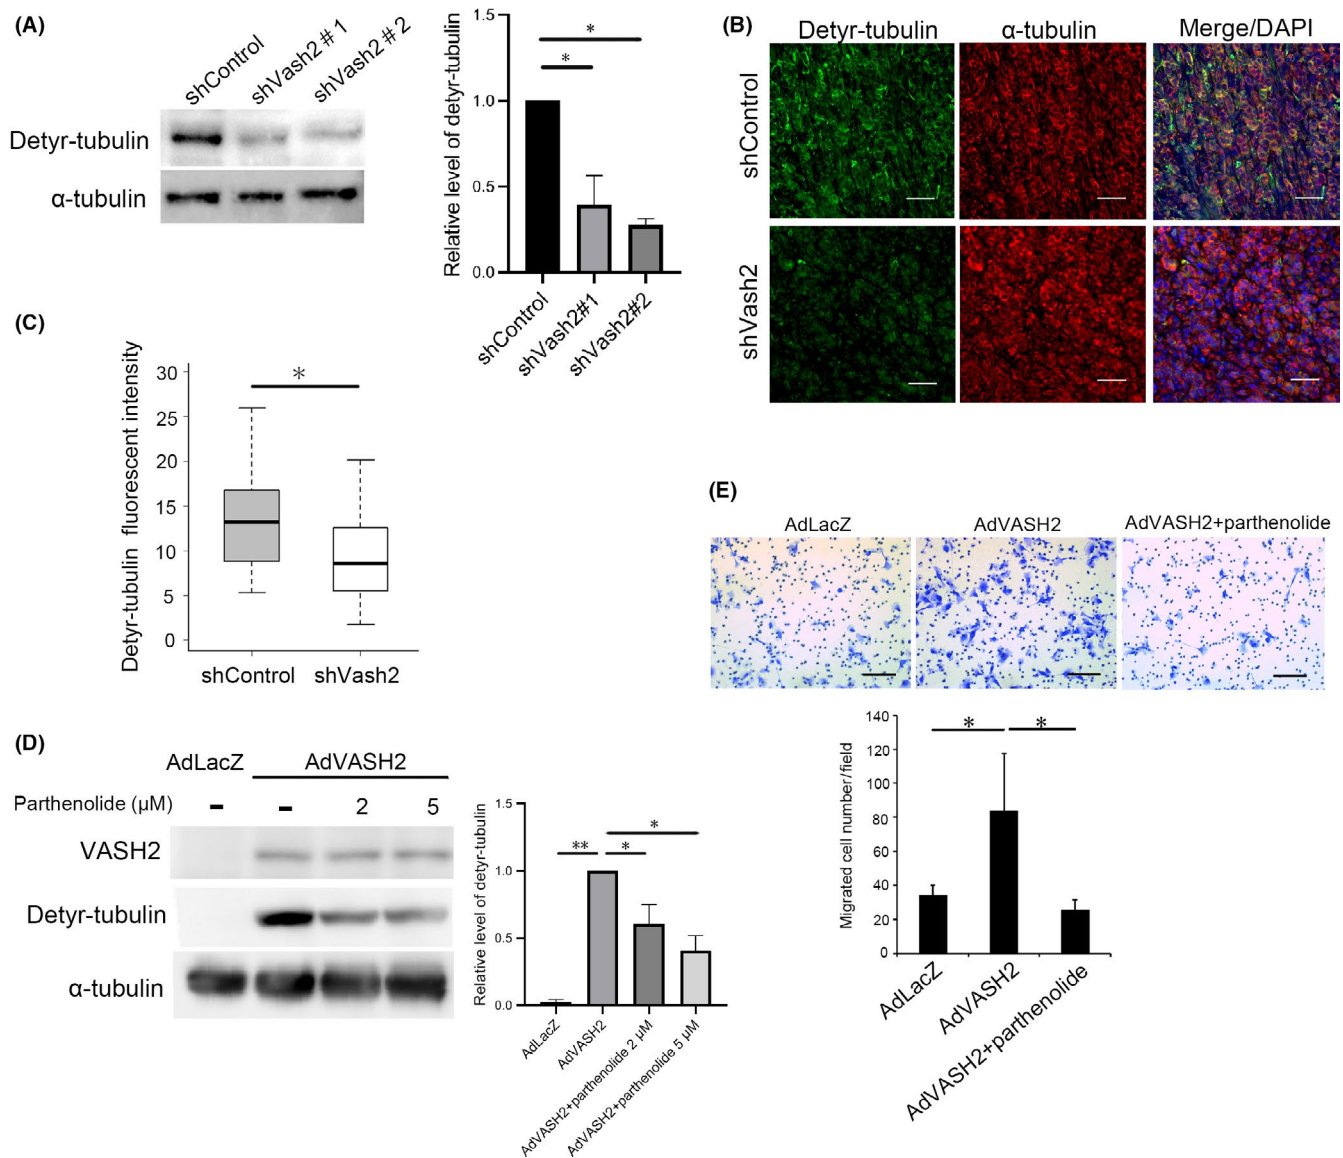 (A)
shControl
shVash2#1
shVash2#2
Detyr-tubulin
α-tubulin
Relative level of detyr-tubulin
1.5
1.0
0.5
0.0
*
*
shControl
shVash2#1
shVash2#2
(B)
Detyr-tubulin
α-tubulin
Merge/DAPI
shControl
shVash2
(C)
Detyr-tubulin fluorescent intensity
30
25
20
15
10
5
0
*
shControl
shVash2
(D)
AdLacZ
AdVASH2
Parthenolide (μM)
- - 2 5
VASH2
Detyr-tubulin
α-tubulin
Relative level of detyr-tubulin
1.5
1.0
0.5
0.0
*
** *
AdLacZ
AdVASH2
AdVASH2+parthenolide 2 μM
AdVASH2+parthenolide 5 μM
(E)
AdLacZ
AdVASH2
AdVASH2+parthenolide
Migrated cell number/field
140
120
100
80
60
40
20
0
* *
AdLacZ
AdVASH2
AdVASH2+parthenolide